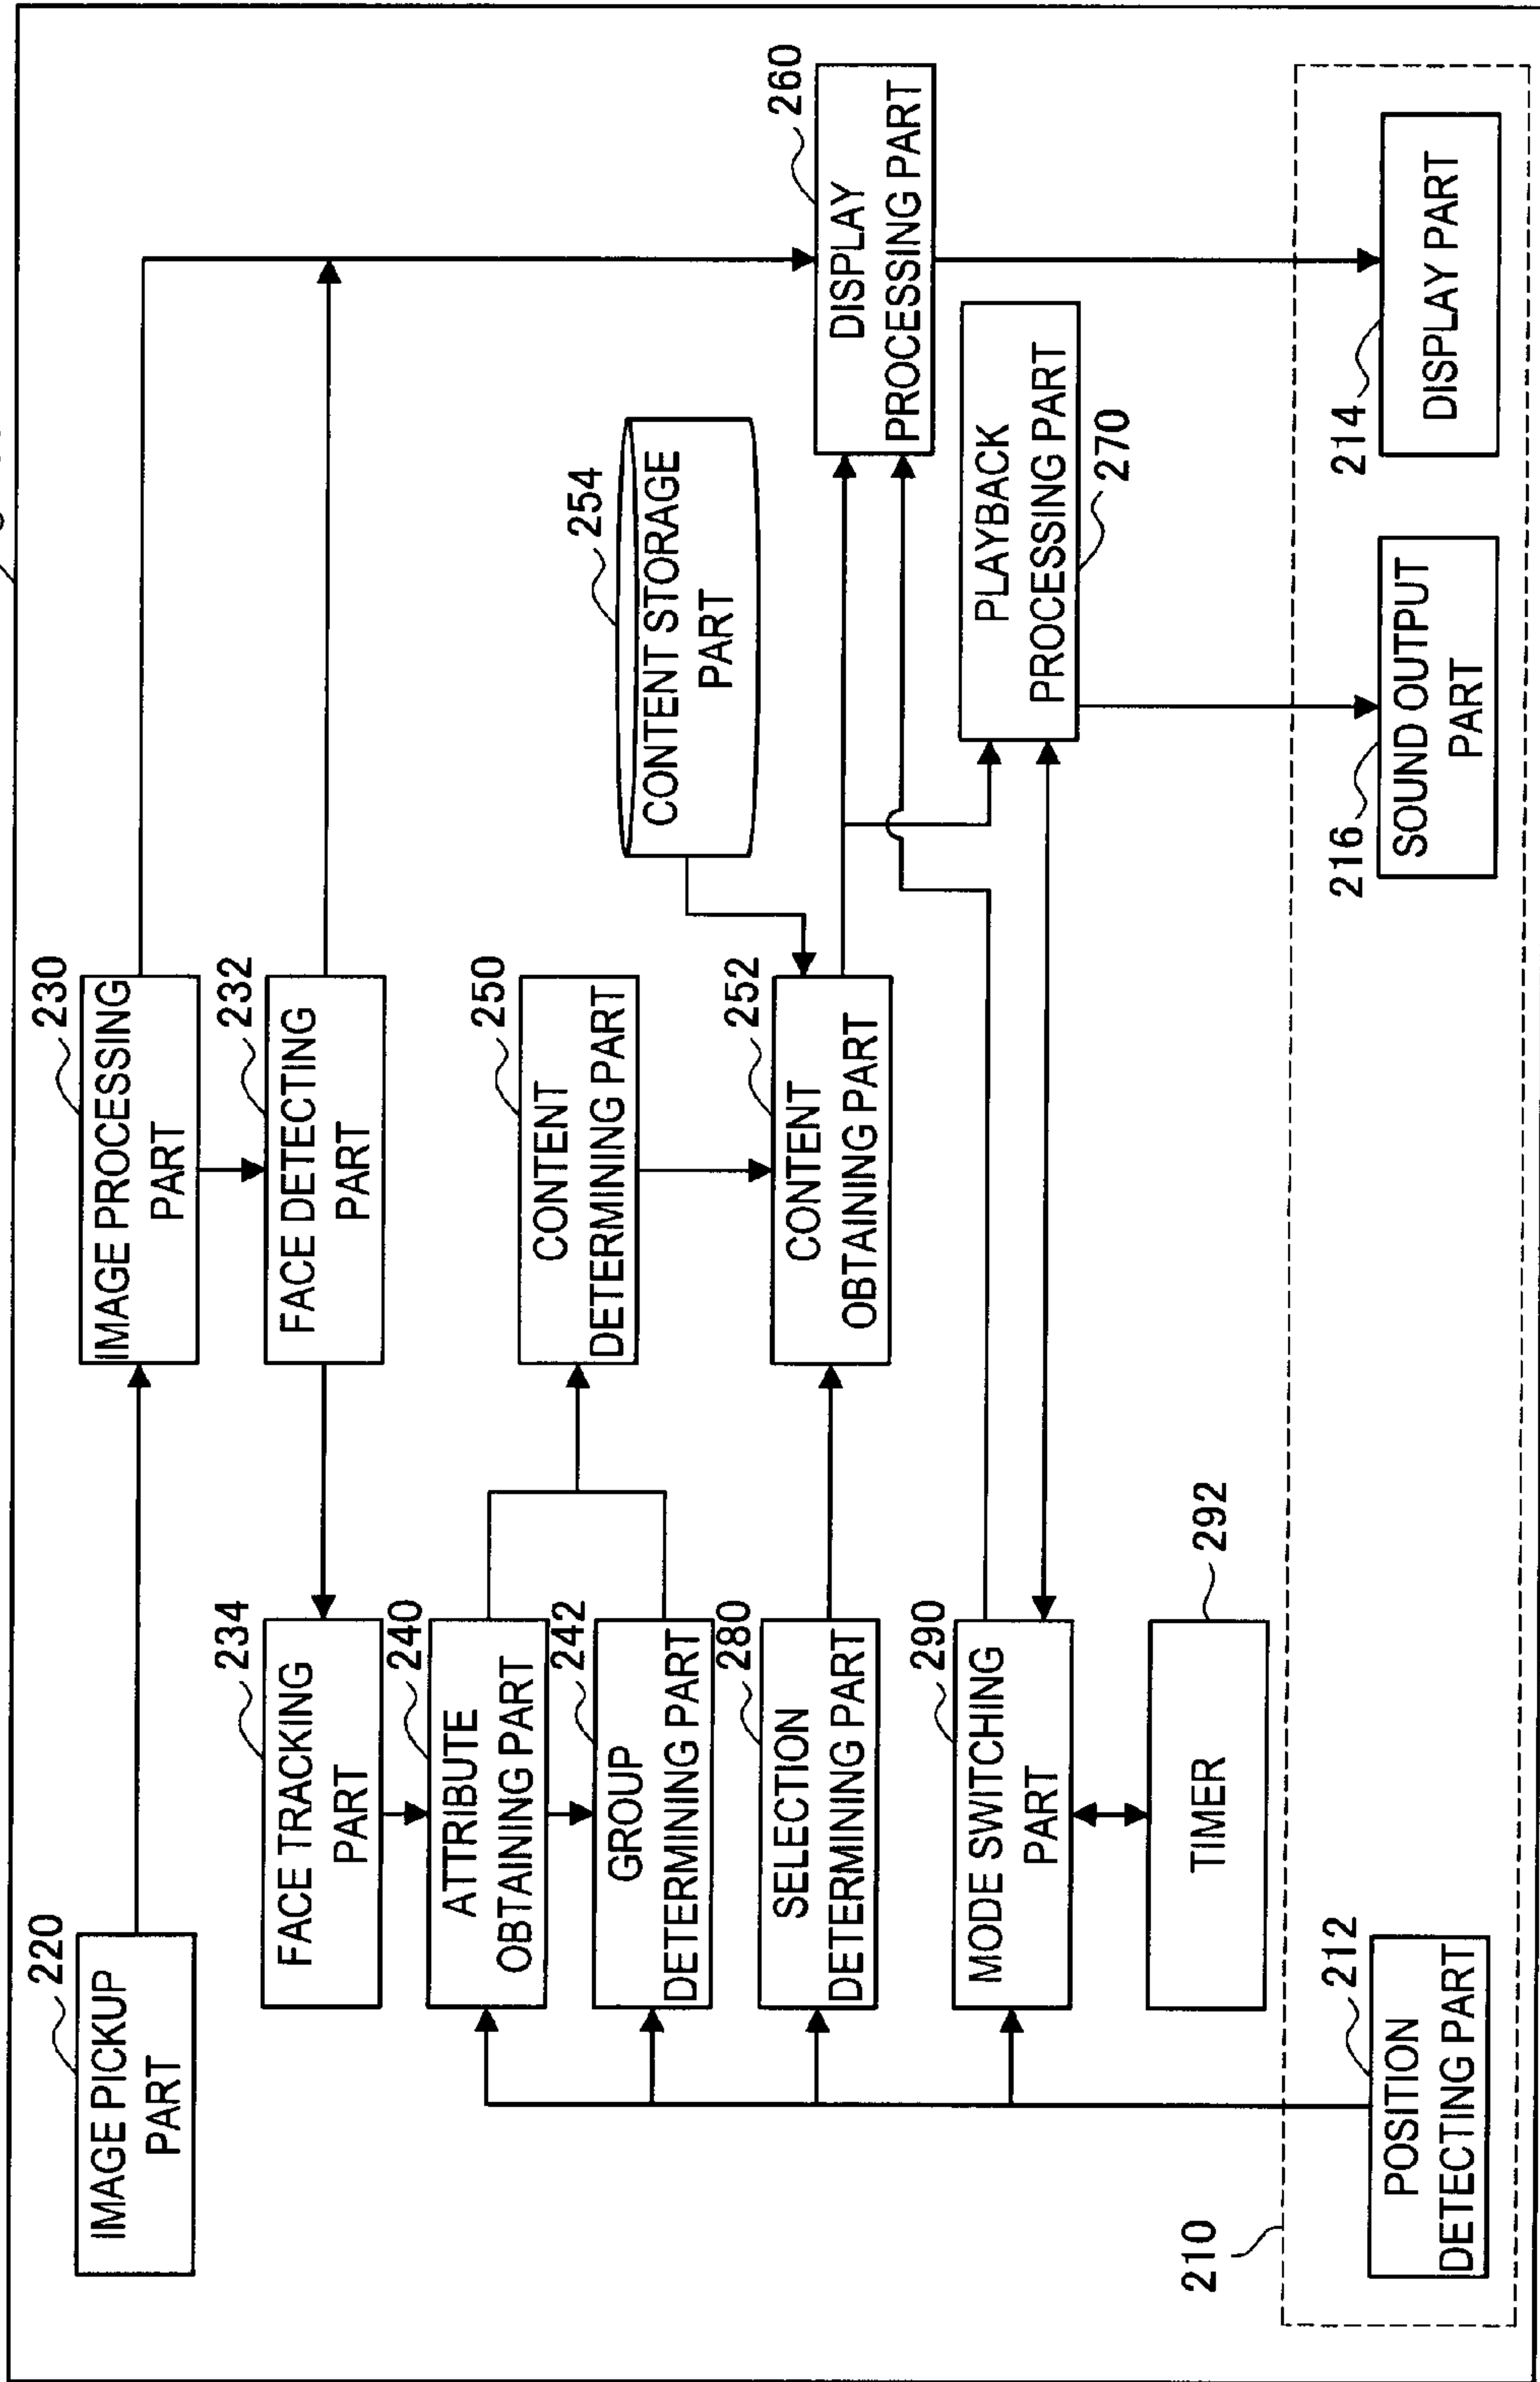 220
IMAGE PICKUP
PART
230
IMAGE PROCESSING
PART
232
FACE DETECTING
PART
234
FACE TRACKING
PART
240
ATTRIBUTE
OBTAINING PART
242
GROUP
DETERMINING PART
250
CONTENT
DETERMINING PART
254
CONTENT STORAGE
PART
252
CONTENT
OBTAINING PART
260
DISPLAY
PROCESSING PART
280
SELECTION
DETERMINING PART
290
MODE SWITCHING
PART
PLAYBACK
PROCESSING PART
270
TIMER
292
210
212
POSITION
DETECTING PART
216
SOUND OUTPUT
PART
214
DISPLAY PART